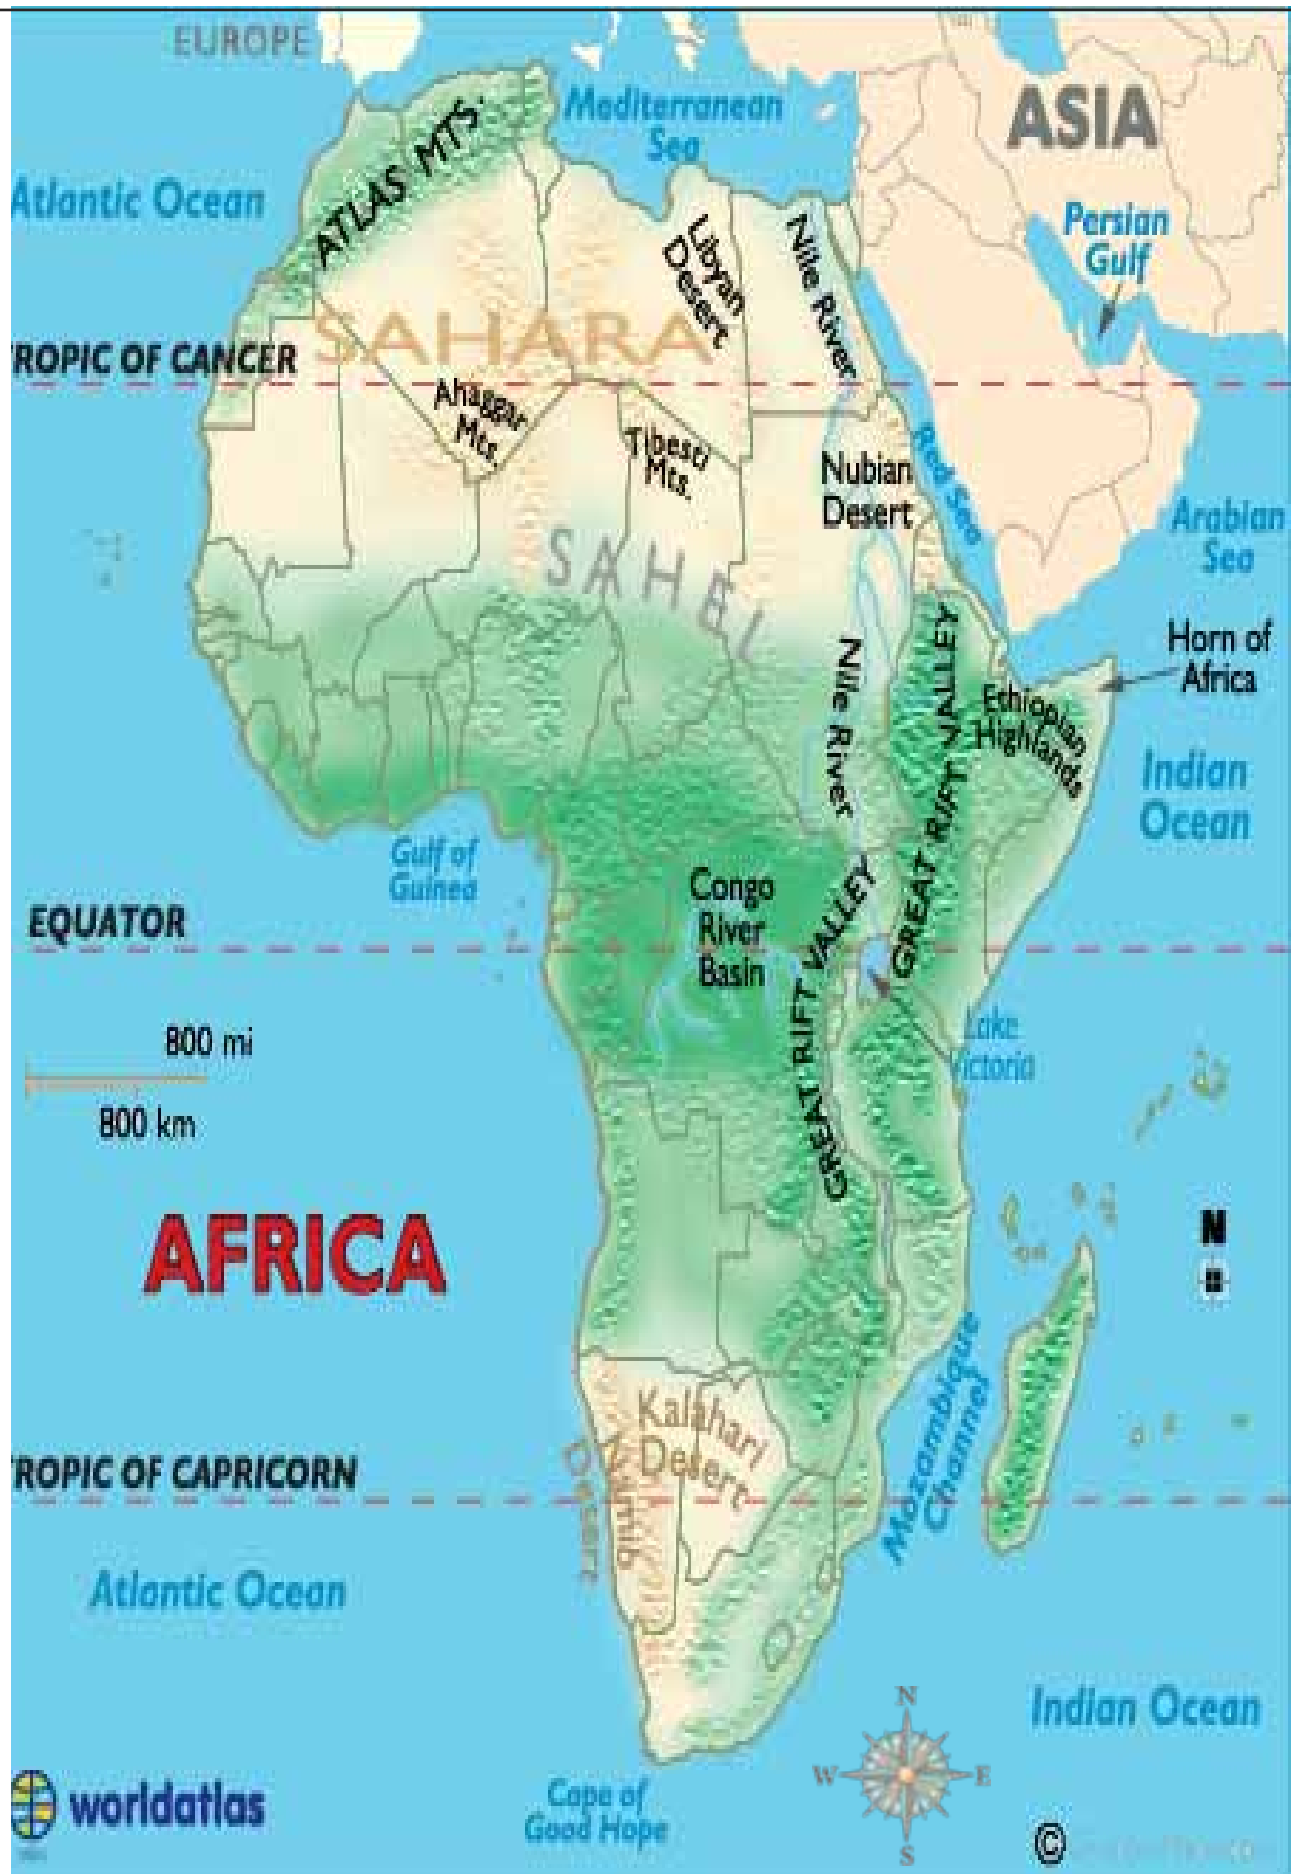 EUROPE
ASIA
Mediterranean
Sea
ATLAS MTS.
Atlantic Ocean
Persian
Gulf
Libyan
Desert
Nile River
SAHARA
ROPIC OF CANCER
Ahaggar
Mts.
Tibesti
Mts.
Nubian
Desert
Red Sea
Arabian
Sea
SAHEL
Horn of
Africa
Nile River
GREAT RIFT VALLEY
Ethiopian
Highlands
Indian
Ocean
Gulf of
Guinea
Congo
River
Basin
GREAT RIFT VALLEY
EQUATOR
Lake
ictoria
800 mi
800 km
AFRICA
N
Mozambique
Channel
Kalahari
Desert
Namib
Desert
ROPIC OF CAPRICORN
Atlantic Ocean
Indian Ocean
N
W
E
S
Cape of
Good Hope
worldatlas
©